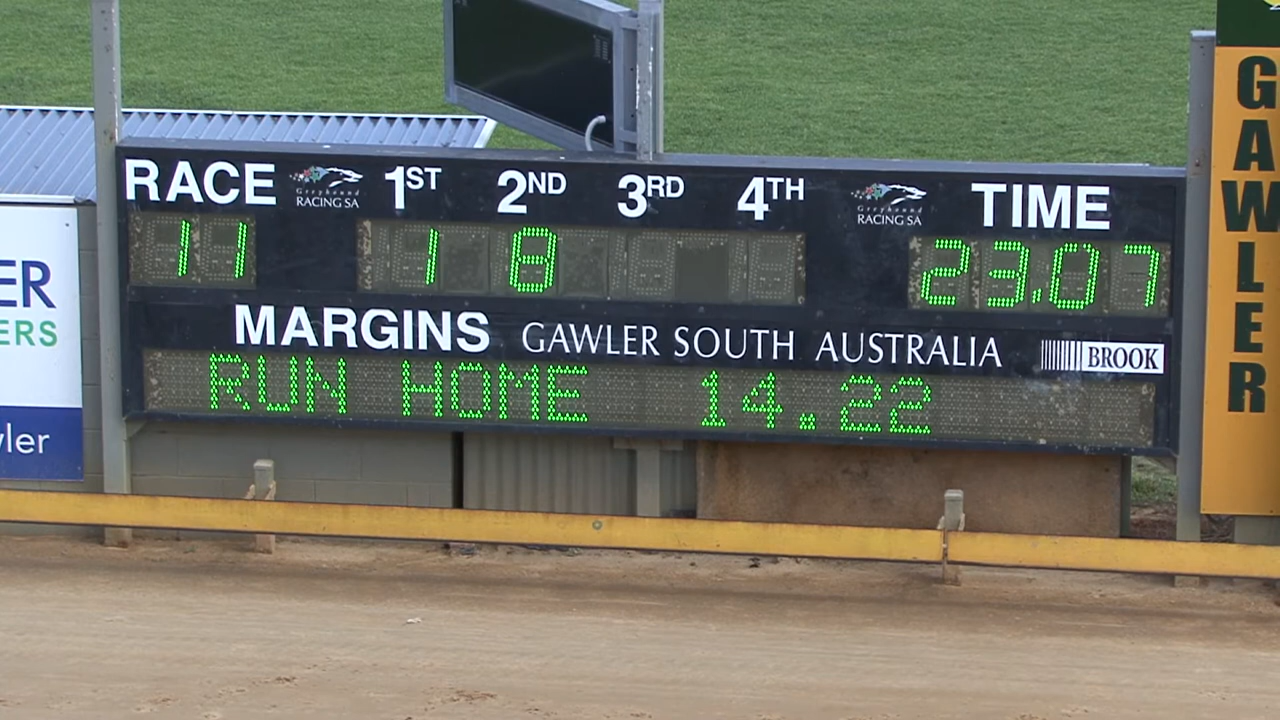 RACE 1ST 2ND 3RD 4TH TIME
Greyhound RACING SA
Greyhound RACING SA
11 1 8 23.07
MARGINS GAWLER SOUTH AUSTRALIA BROOK
RUN HOME 14.22
ER
ERS
ler
GAWLER